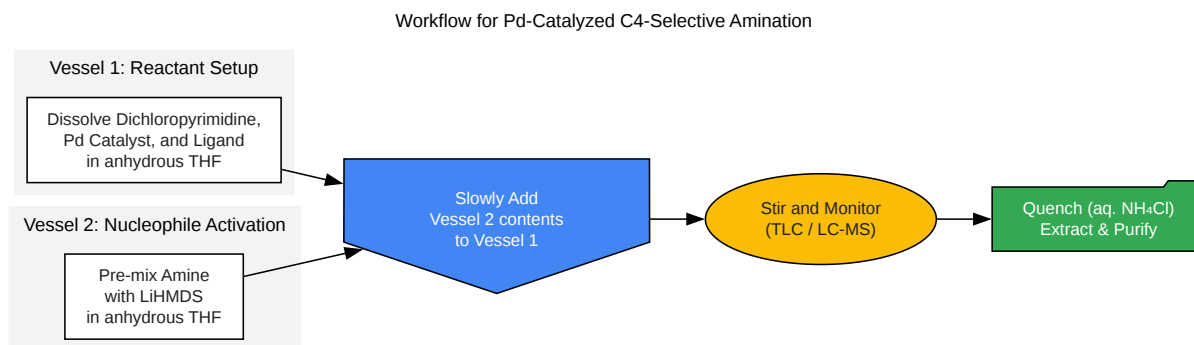 Workflow for Pd-Catalyzed C4-Selective Amination
Vessel 1: Reactant Setup
Dissolve Dichloropyrimidine,
Pd Catalyst, and Ligand
in anhydrous THF
Vessel 2: Nucleophile Activation
Pre-mix Amine
with LiHMDS
in anhydrous THF
Slowly Add
Vessel 2 contents
to Vessel 1
Stir and Monitor
(TLC / LC-MS)
Quench (aq. NH₄Cl)
Extract & Purify